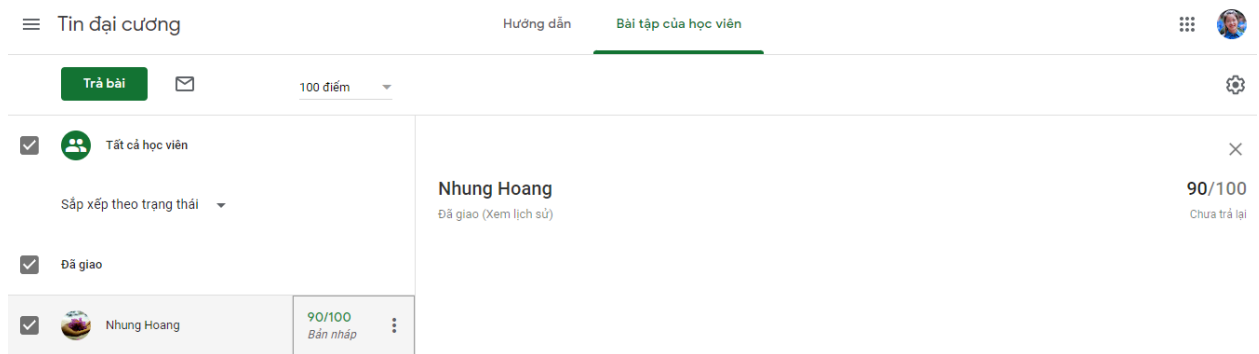 Tin đại cương
Hướng dẫn
Bài tập của học viên
Trả bài
100 điểm
Tất cả học viên
Sắp xếp theo trạng thái
Đã giao
Nhung Hoang
90/100
Bản nháp
Nhung Hoang
90/100
Đã giao (Xem lịch sử)
Chưa trả lại